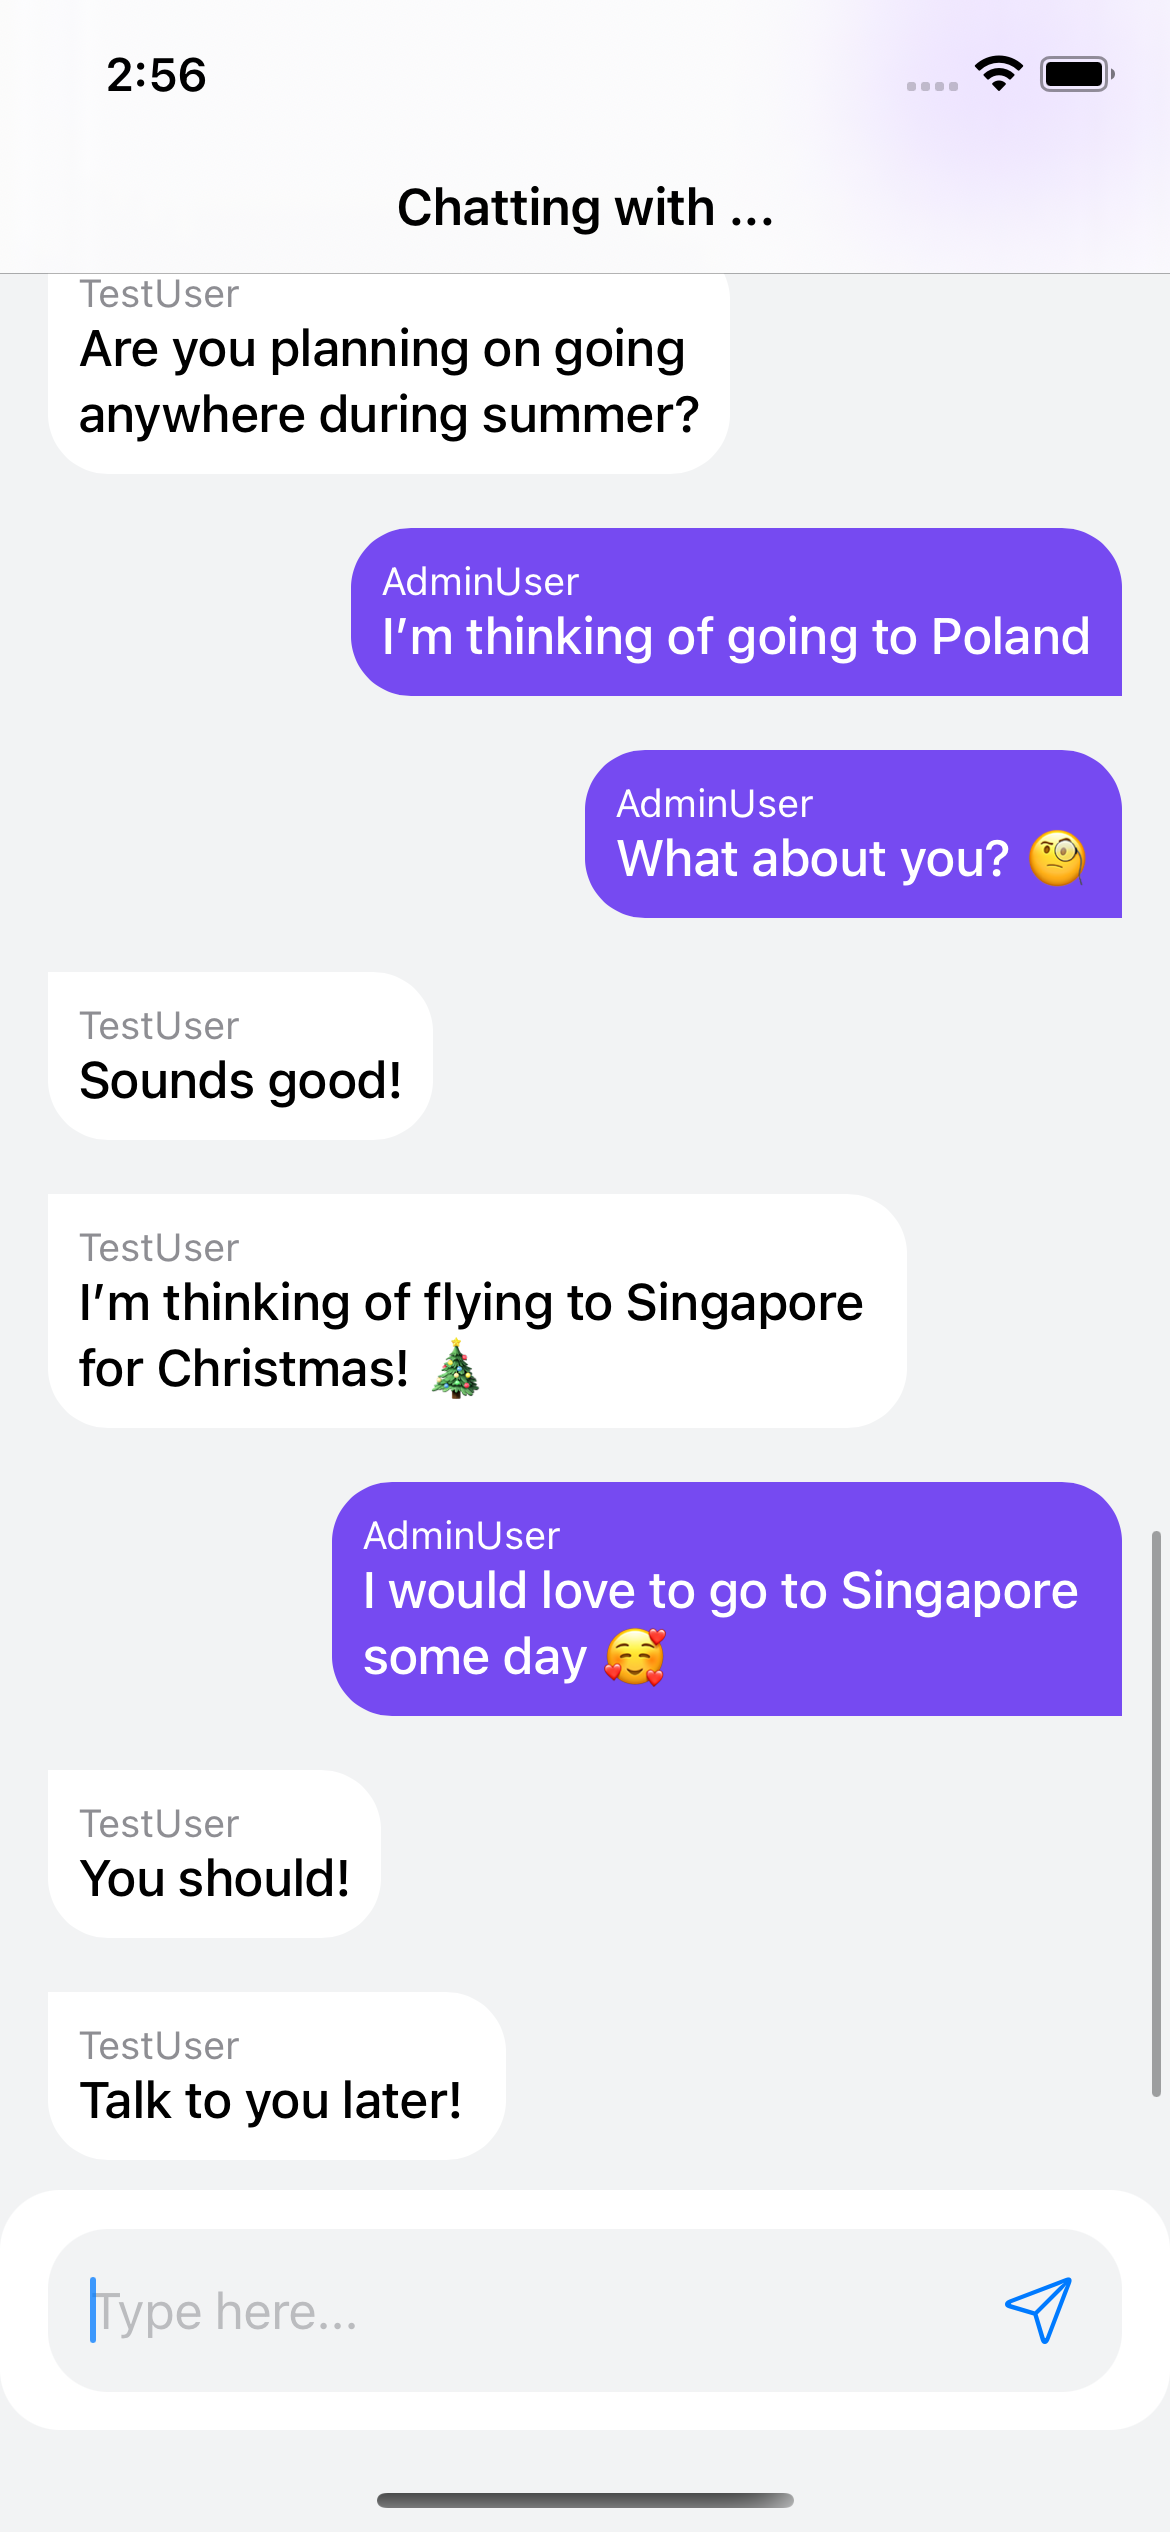 2:56
Chatting with ...
TestUser
Are you planning on going
anywhere during summer?
AdminUser
I’m thinking of going to Poland
AdminUser
What about you? 🧐
TestUser
Sounds good!
TestUser
I’m thinking of flying to Singapore
for Christmas! 🎄
AdminUser
I would love to go to Singapore
some day 🥰
TestUser
You should!
TestUser
Talk to you later!
Type here...